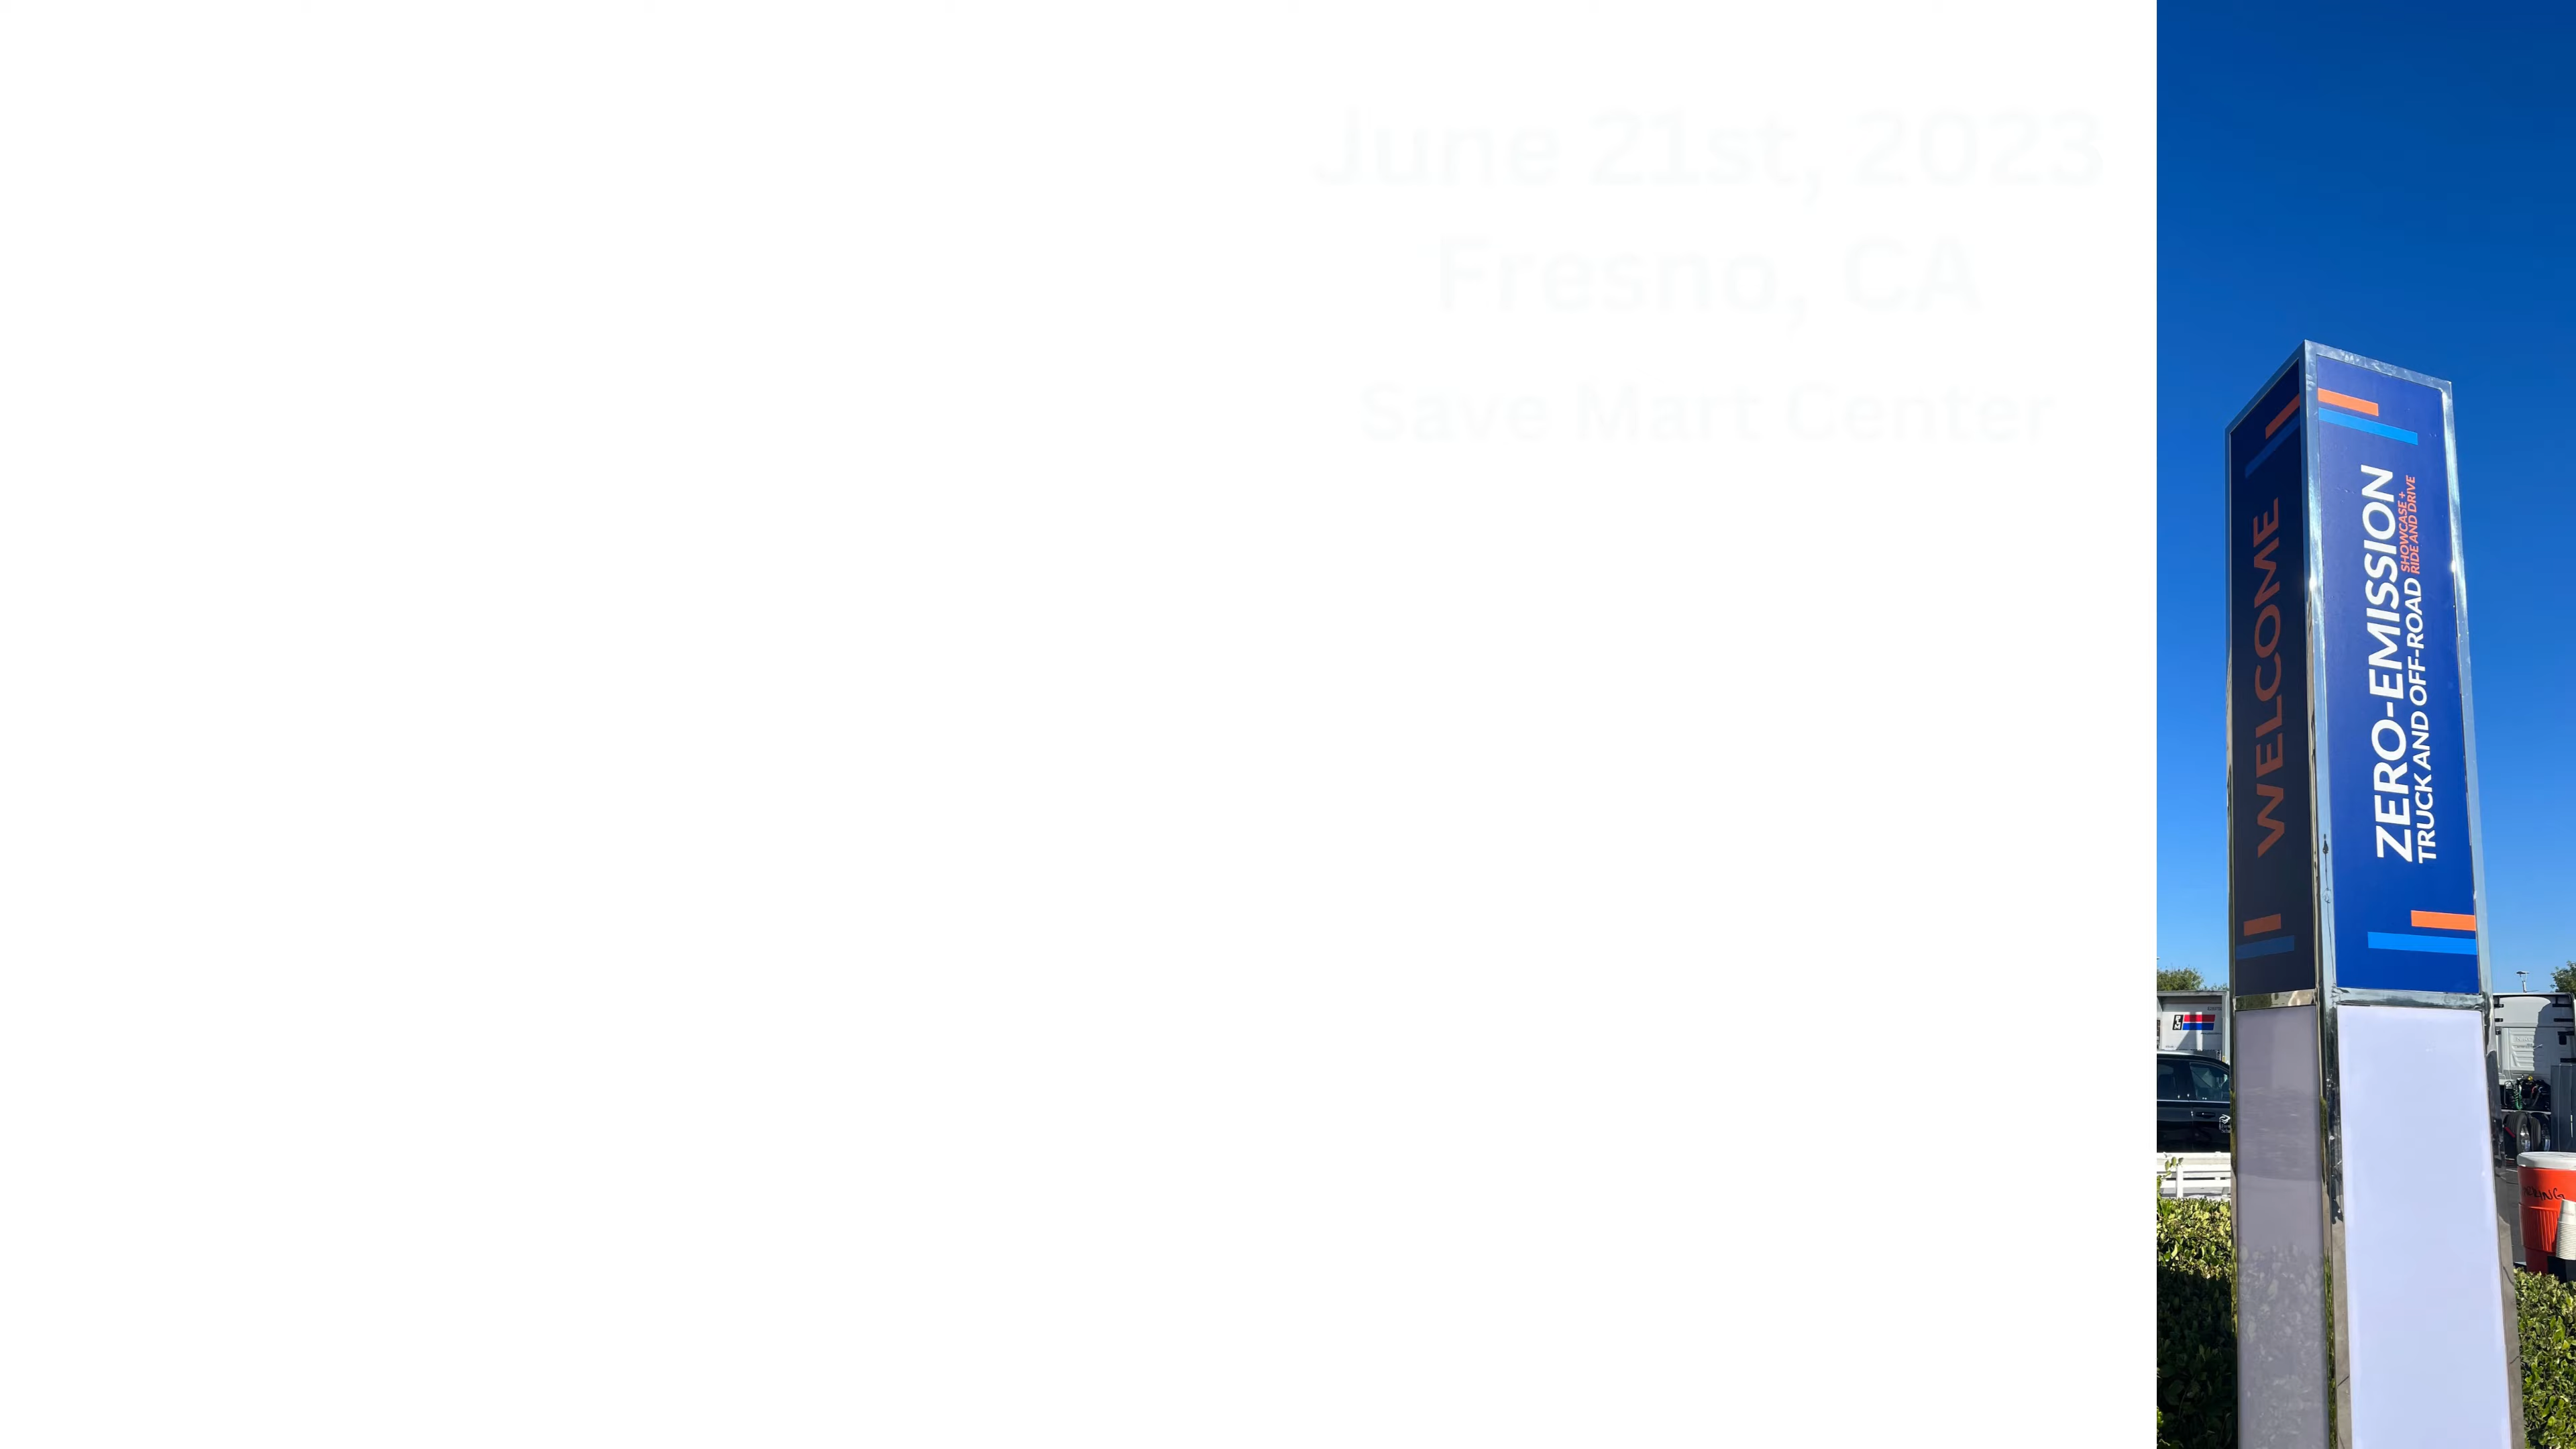 June 21st, 2023
Fresno, CA
Save Mart Center
WELCOME
ZERO-EMISSION
TRUCK AND OFF-ROAD
SHOWCASE +
RIDE AND DRIVE